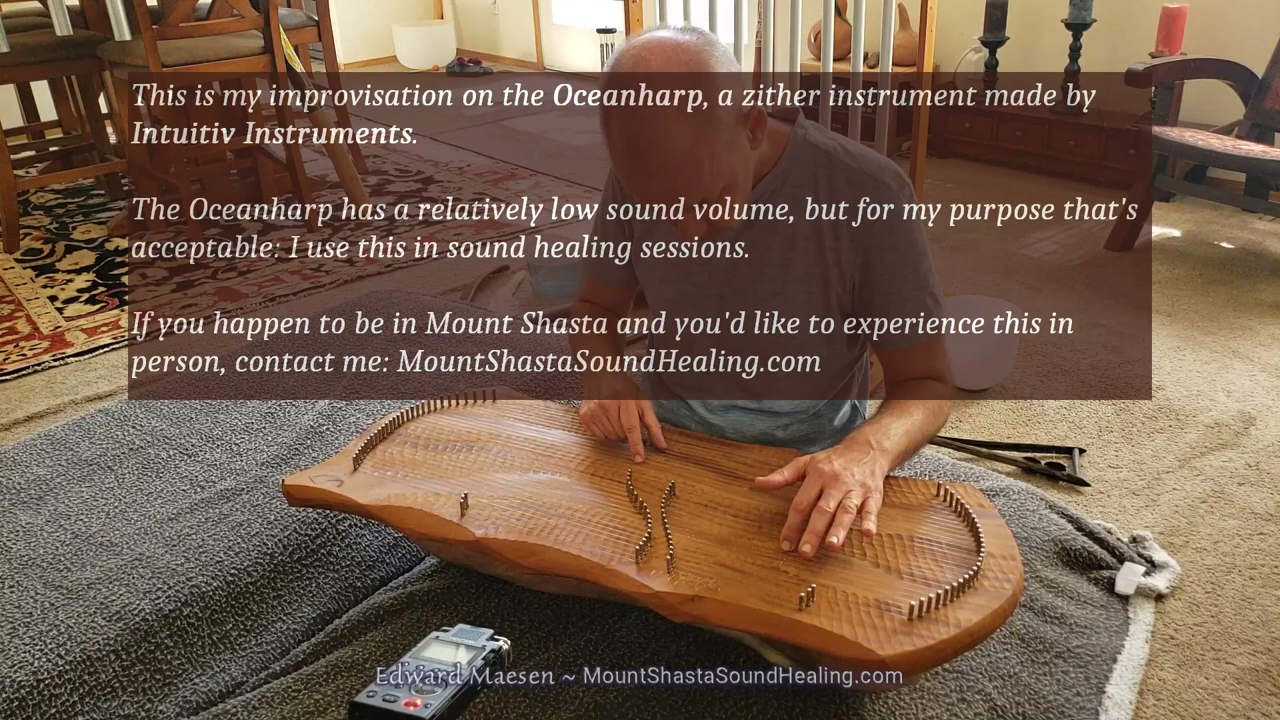 This is my improvisation on the Oceanharp, a zither instrument made by
Intuitiv Instruments.
The Oceanharp has a relatively low sound volume, but for my purpose that's
acceptable: I use this in sound healing sessions.
If you happen to be in Mount Shasta and you'd like to experience this in
person, contact me: MountShastaSoundHealing.com
Edward Maesen ~ MountShastaSoundHealing.com